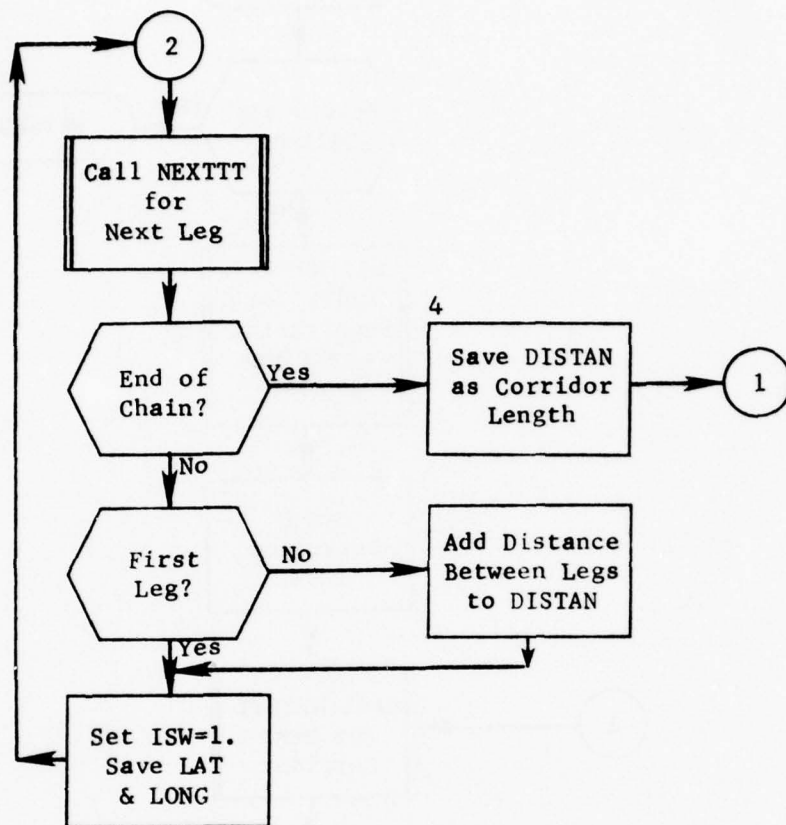 2
Call NEXTTT
for
Next Leg
End of
Chain?
Yes
4
Save DISTAN
as Corridor
Length
1
No
First
Leg?
No
Add Distance
Between Legs
to DISTAN
Yes
Set ISW=1.
Save LAT
& LONG